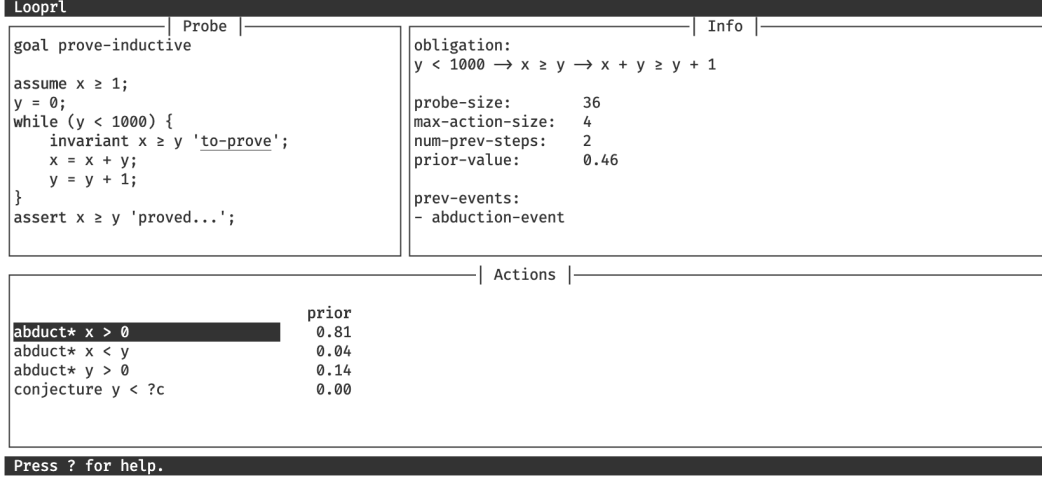 Looprl
Probe
goal prove-inductive
assume x ≥ 1;
y = 0;
while (y < 1000) {
    invariant x ≥ y 'to-prove';
    x = x + y;
    y = y + 1;
}
assert x ≥ y 'proved...';
Info
obligation:
y < 1000 → x ≥ y → x + y ≥ y + 1
probe-size: 36
max-action-size: 4
num-prev-steps: 2
prior-value: 0.46
prev-events:
- abduction-event
Actions
prior
abduct* x > 0 0.81
abduct* x < y 0.04
abduct* y > 0 0.14
conjecture y < ?c 0.00
Press ? for help.